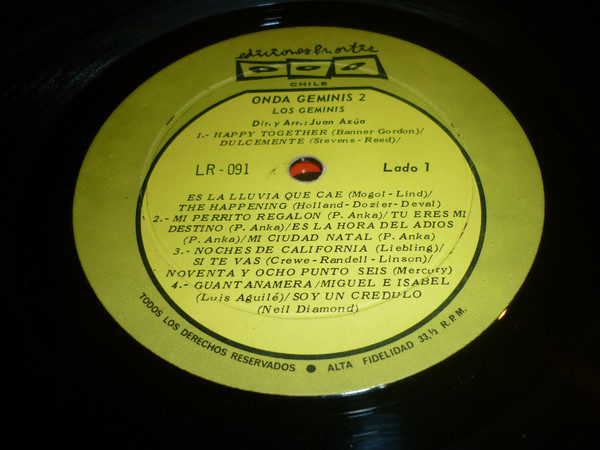 CHILE
ONDA GEMINIS 2
LOS GEMINIS
Dir. y Arr.: Juan Azúa
1.- HAPPY TOGETHER (Banner Gordon)/
DULCEMENTE (Stevens-Reed)/
LR-091
Lado 1
ES LA LLUVIA QUE CAE (Mogol-Lind)/
THE HAPPENING (Holland-Dozier-Deval)
2.- MI PERRITO REGALON (P. Anka)/TU ERES MI
DESTINO (P. Anka)/ES LA HORA DEL ADIOS
(P. Anka)/MI CIUDAD NATAL (P. Anka)
3.- NOCHES DE CALIFORNIA (Liebling)/
SI TE VAS (Crewe-Randell-Linson)/
NOVENTA Y OCHO PUNTO SEIS (Mercury)
4.- GUANTANAMERA/MIGUEL E ISABEL
(Luis Aguilé)/SOY UN CREDULO
(Neil Diamond)
TODOS LOS DERECHOS RESERVADOS ● ALTA FIDELIDAD 33,⅓ R.P.M.